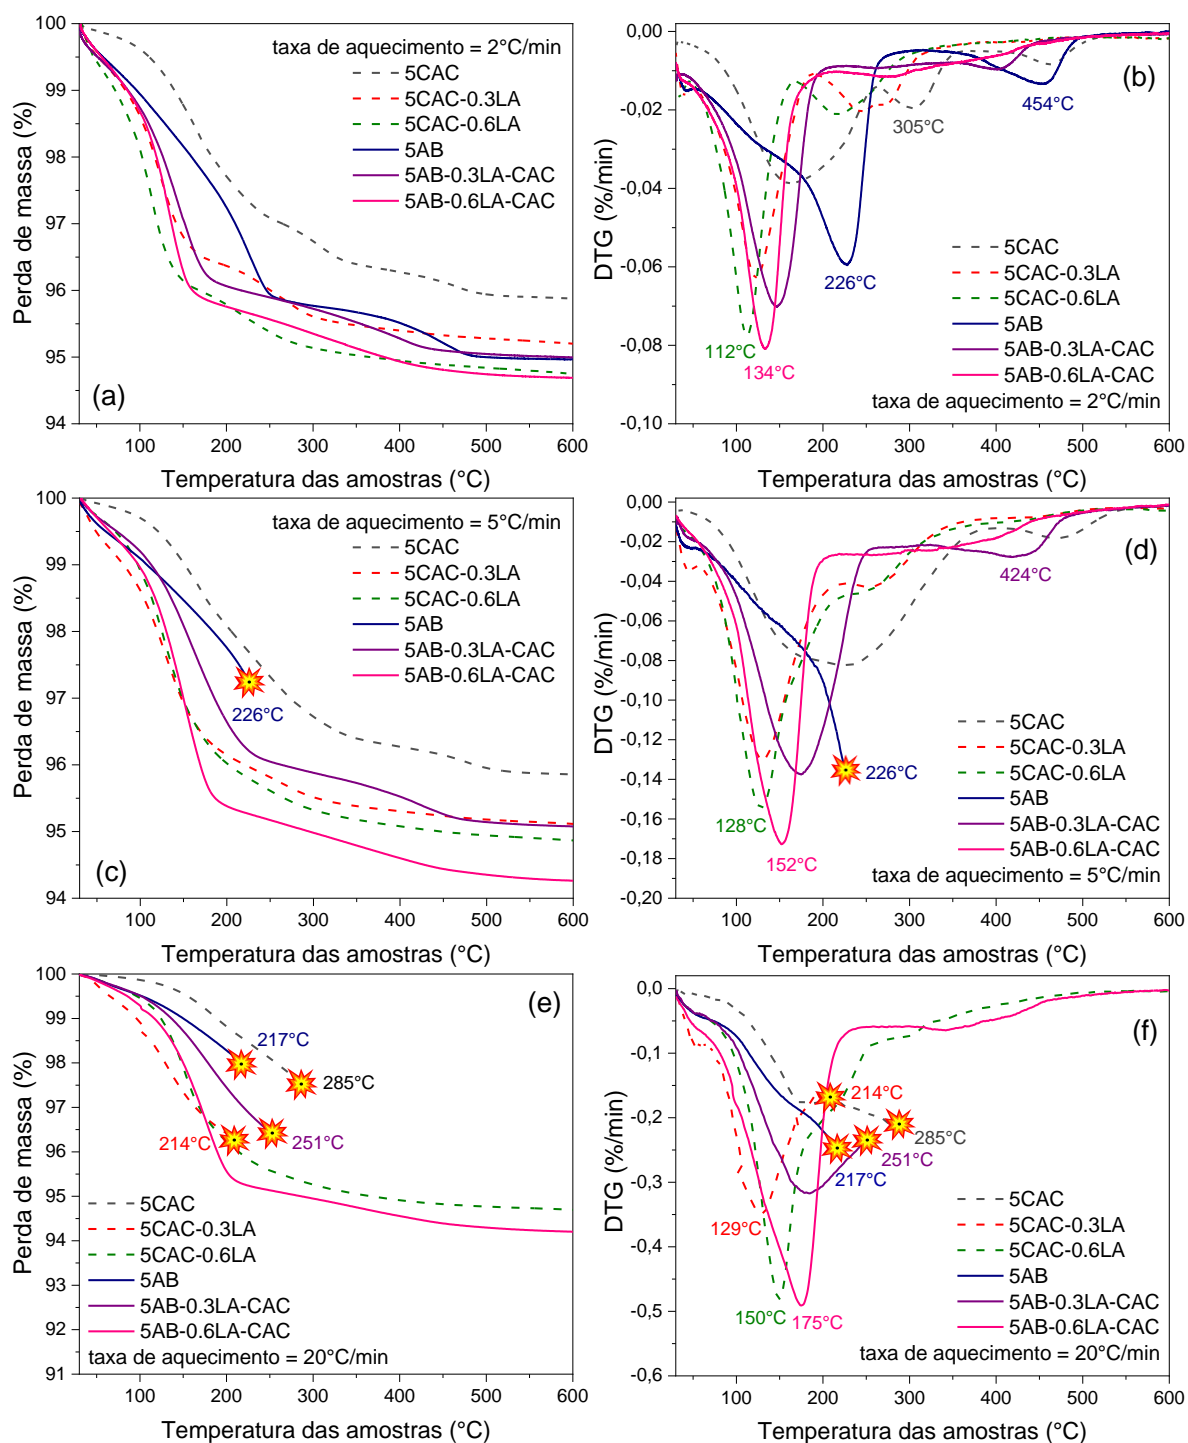 100
99
98
97
96
95
94
Perda de massa (%)
taxa de aquecimento = 2°C/min
5CAC
5CAC-0.3LA
5CAC-0.6LA
5AB
5AB-0.3LA-CAC
5AB-0.6LA-CAC
(a)
100 200 300 400 500 600
Temperatura das amostras (°C)
0,00
-0,02
-0,04
-0,06
-0,08
-0,10
DTG (%/min)
(b)
454°C
305°C
226°C
112°C
134°C
5CAC
5CAC-0.3LA
5CAC-0.6LA
5AB
5AB-0.3LA-CAC
5AB-0.6LA-CAC
taxa de aquecimento = 2°C/min
100 200 300 400 500 600
Temperatura das amostras (°C)
100
99
98
97
96
95
94
Perda de massa (%)
taxa de aquecimento = 5°C/min
5CAC
5CAC-0.3LA
5CAC-0.6LA
5AB
5AB-0.3LA-CAC
5AB-0.6LA-CAC
226°C
(c)
100 200 300 400 500 600
Temperatura das amostras (°C)
0,00
-0,02
-0,04
-0,06
-0,08
-0,10
-0,12
-0,14
-0,16
-0,18
-0,20
DTG (%/min)
(d)
424°C
226°C
128°C
152°C
5CAC
5CAC-0.3LA
5CAC-0.6LA
5AB
5AB-0.3LA-CAC
5AB-0.6LA-CAC
taxa de aquecimento = 5°C/min
100 200 300 400 500 600
Temperatura das amostras (°C)
100
99
98
97
96
95
94
93
92
91
Perda de massa (%)
(e)
217°C
285°C
214°C
251°C
5CAC
5CAC-0.3LA
5CAC-0.6LA
5AB
5AB-0.3LA-CAC
5AB-0.6LA-CAC
taxa de aquecimento = 20°C/min
100 200 300 400 500 600
Temperatura das amostras (°C)
0,0
-0,1
-0,2
-0,3
-0,4
-0,5
-0,6
DTG (%/min)
(f)
214°C
285°C
251°C
217°C
129°C
150°C
175°C
5CAC
5CAC-0.3LA
5CAC-0.6LA
5AB
5AB-0.3LA-CAC
5AB-0.6LA-CAC
taxa de aquecimento = 20°C/min
100 200 300 400 500 600
Temperatura das amostras (°C)